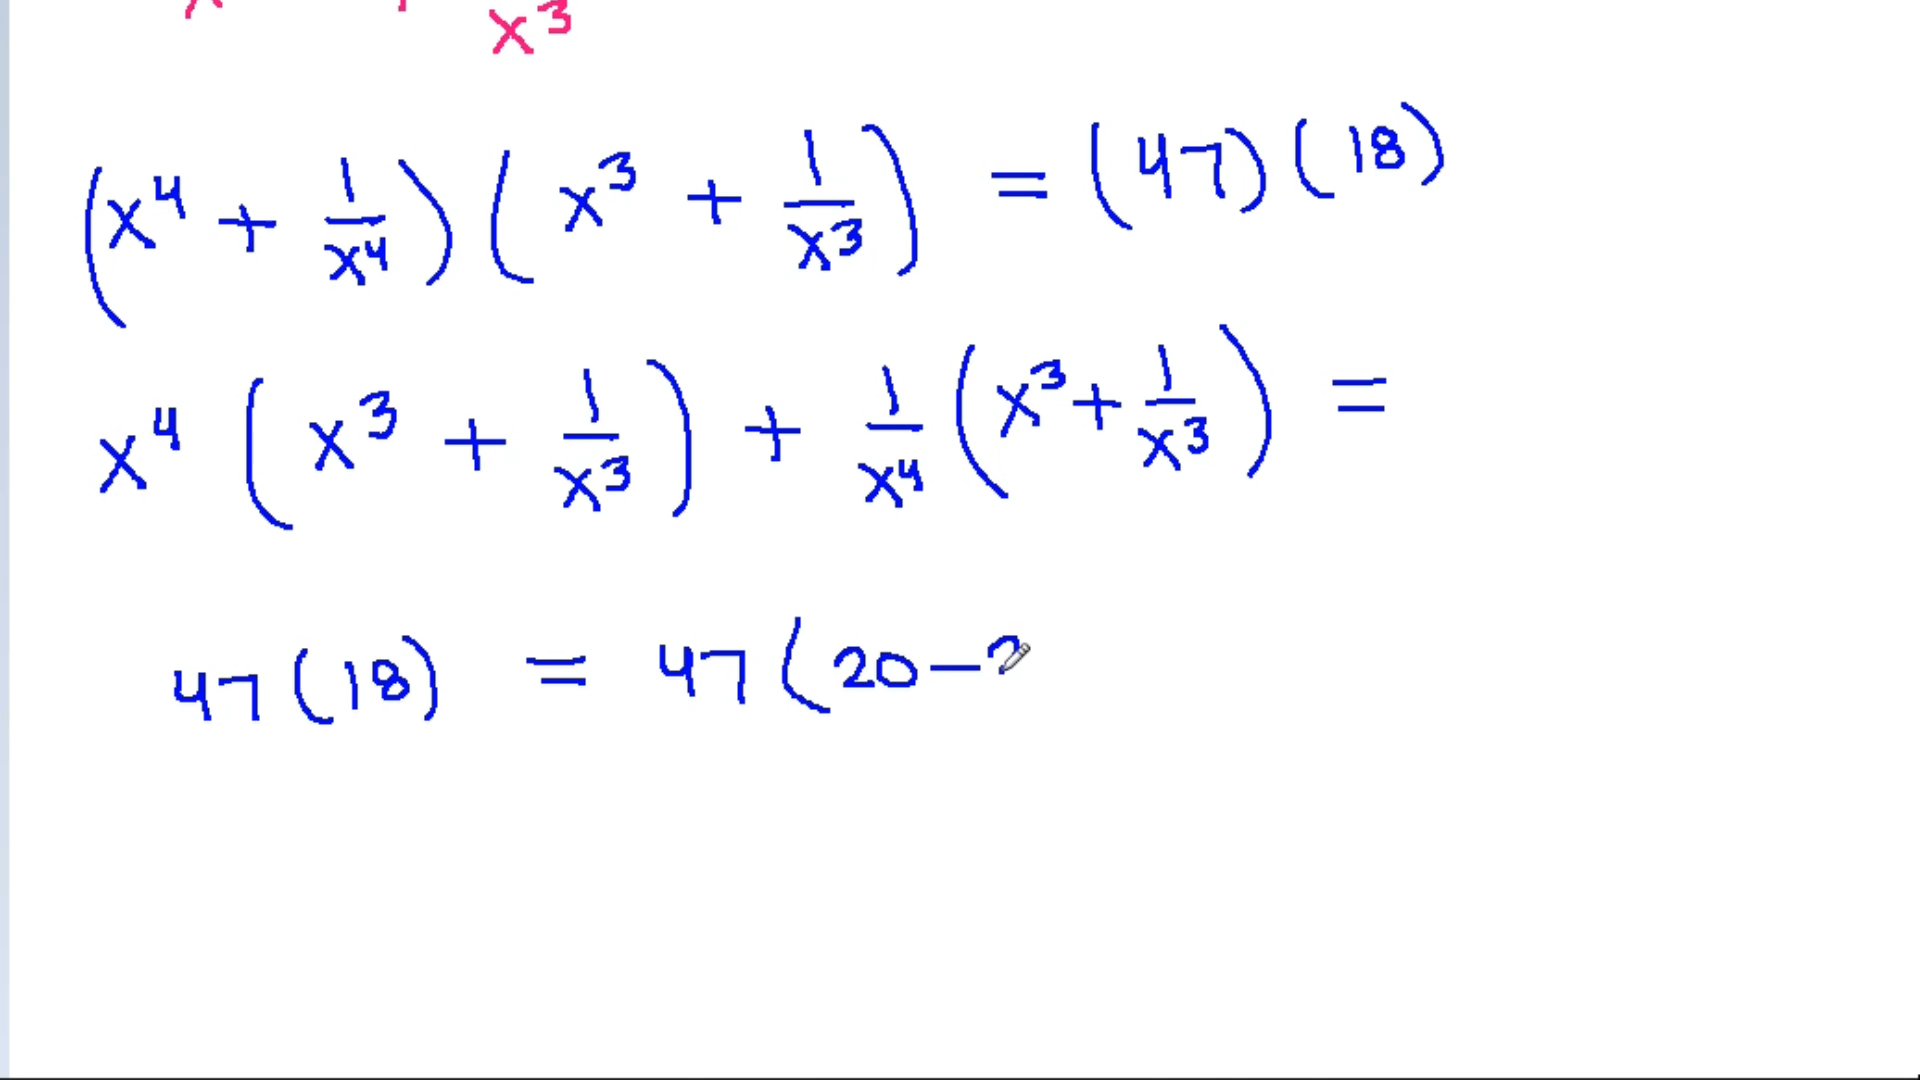 x³
(x⁴ + 1/x⁴)(x³ + 1/x³) = (47)(18)
x⁴(x³ + 1/x³) + 1/x⁴(x³ + 1/x³) =
47(18) = 47(20-2